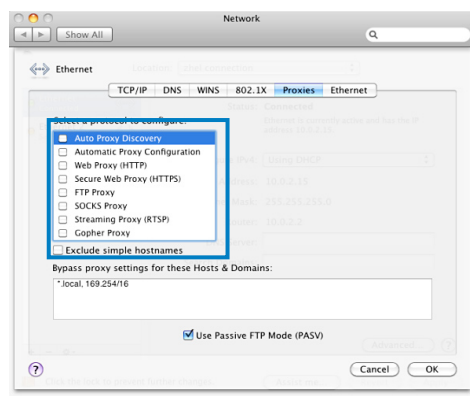 Network
Show All
Ethernet
TCP/IP DNS WINS 802.1X Proxies Ethernet
Select a protocol to configure:
Auto Proxy Discovery
Automatic Proxy Configuration
Web Proxy (HTTP)
Secure Web Proxy (HTTPS)
FTP Proxy
SOCKS Proxy
Streaming Proxy (RTSP)
Gopher Proxy
Exclude simple hostnames
Bypass proxy settings for these Hosts & Domains:
*.local, 169.254/16
Use Passive FTP Mode (PASV)
?
Cancel OK